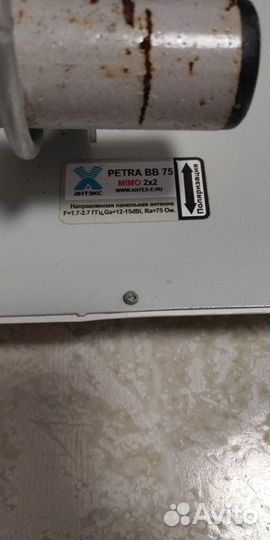 PETRA BB 75
MIMO 2x2
WWW.ANTEX-E.RU
АНТЭКС
Направленная панельная антенна
F=1.7-2.7 ГГц,Ga=12-15dBi, Ra=75 Ом.
Поляризация
Avito